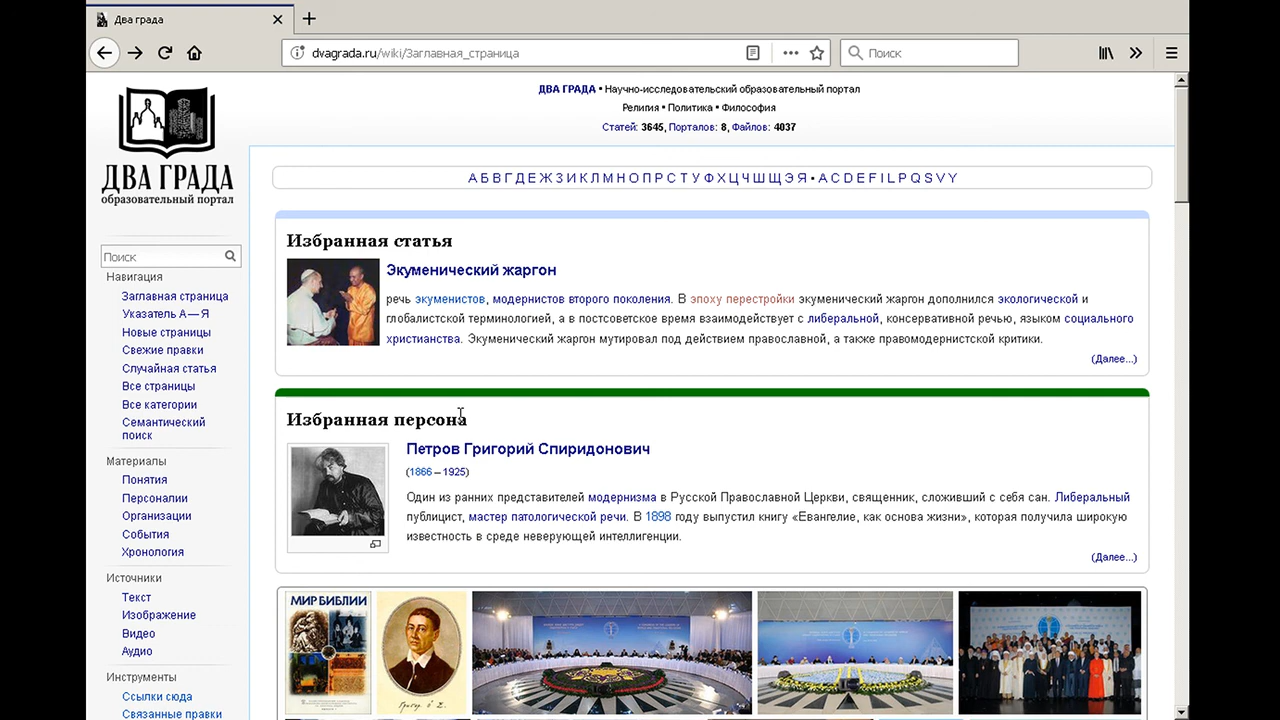 Два града
dvagrada.ru/wiki/Заглавная_страница
Поиск
ДВА ГРАДА • Научно-исследовательский образовательный портал
Религия • Политика • Философия
Статей: 3645, Порталов: 8, Файлов: 4037
ДВА ГРАДА
образовательный портал
А Б В Г Д Е Ж З И К Л М Н О П Р С Т У Ф Х Ц Ч Ш Щ Э Я • A C D E F I L P Q S V Y
Поиск
Навигация
Заглавная страница
Указатель А—Я
Новые страницы
Свежие правки
Случайная статья
Все страницы
Все категории
Семантический
поиск
Материалы
Понятия
Персоналии
Организации
События
Хронология
Источники
Текст
Изображение
Видео
Аудио
Инструменты
Ссылки сюда
Связанные правки
Избранная статья
Экуменический жаргон
речь экуменистов, модернистов второго поколения. В эпоху перестройки экуменический жаргон дополнился экологической и
глобалистской терминологией, а в постсоветское время взаимодействует с либеральной, консервативной речью, языком социального
христианства. Экуменический жаргон мутировал под действием православной, а также правомодернистской критики.
(Далее...)
Избранная персона
Петров Григорий Спиридонович
(1866 – 1925)
Один из ранних представителей модернизма в Русской Православной Церкви, священник, сложивший с себя сан. Либеральный
публицист, мастер патологической речи. В 1898 году выпустил книгу «Евангелие, как основа жизни», которая получила широкую
известность в среде неверующей интеллигенции.
(Далее...)
МИР БИБЛИИ